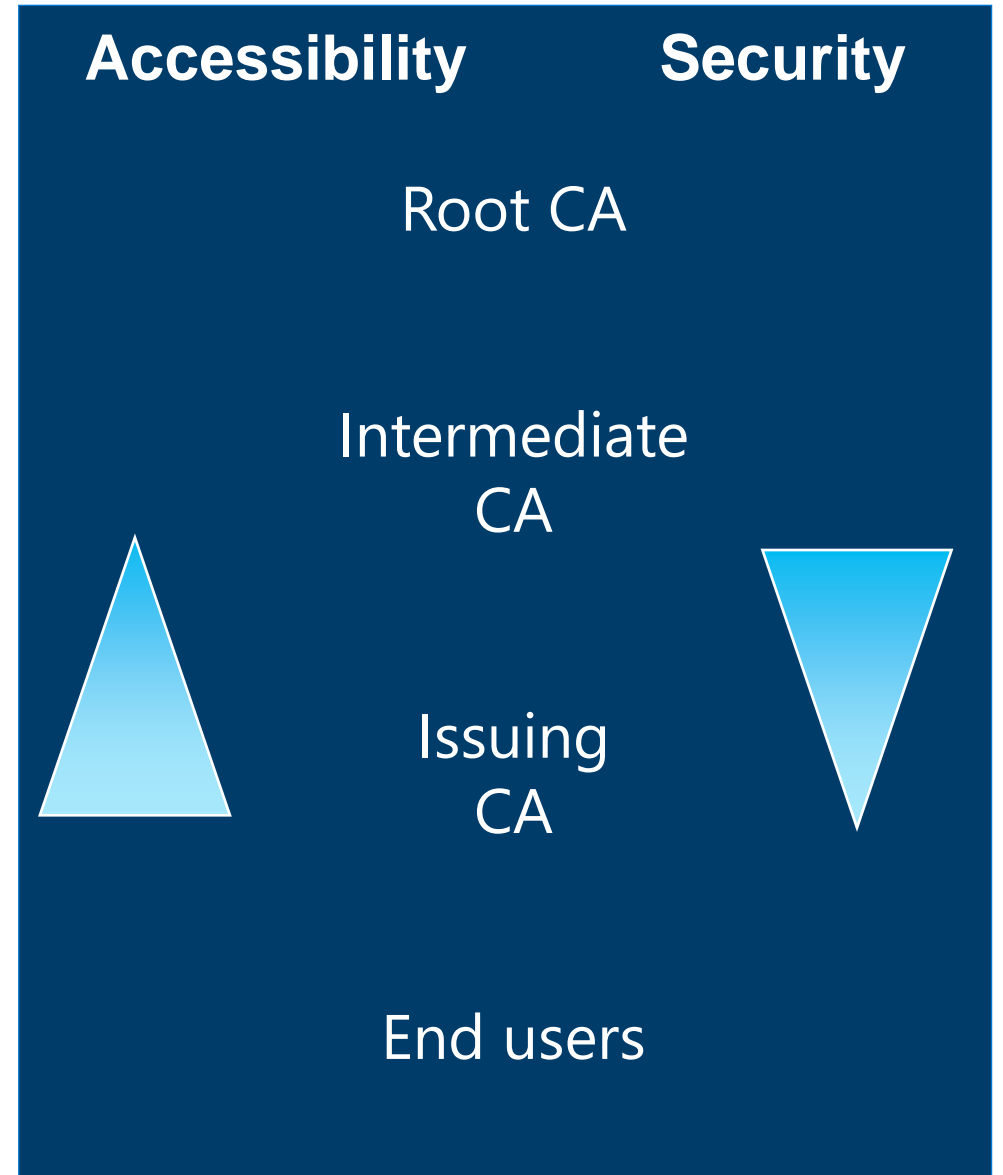 Accessibility Security
Root CA
Intermediate
CA
Issuing
CA
End users